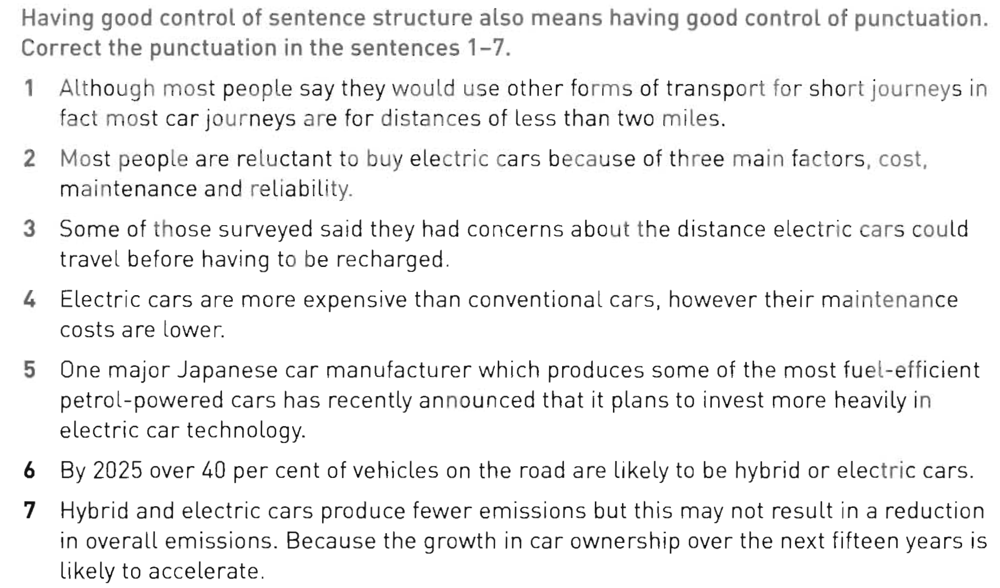 Having good control of sentence structure also means having good control of punctuation.
Correct the punctuation in the sentences 1–7.
1 Although most people say they would use other forms of transport for short journeys in
fact most car journeys are for distances of less than two miles.
2 Most people are reluctant to buy electric cars because of three main factors, cost,
maintenance and reliability.
3 Some of those surveyed said they had concerns about the distance electric cars could
travel before having to be recharged.
4 Electric cars are more expensive than conventional cars, however their maintenance
costs are lower.
5 One major Japanese car manufacturer which produces some of the most fuel-efficient
petrol-powered cars has recently announced that it plans to invest more heavily in
electric car technology.
6 By 2025 over 40 per cent of vehicles on the road are likely to be hybrid or electric cars.
7 Hybrid and electric cars produce fewer emissions but this may not result in a reduction
in overall emissions. Because the growth in car ownership over the next fifteen years is
likely to accelerate.